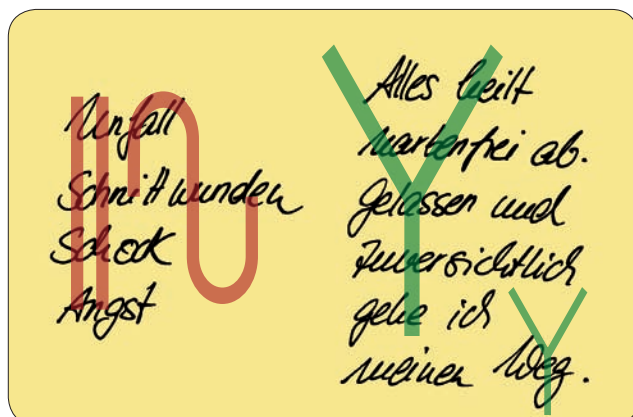 Unfall
Schnittwunden
Schock
Angst
Alles heilt
narbenfrei ab.
Gelassen und
zuversichtlich
gehe ich
meinen Weg.